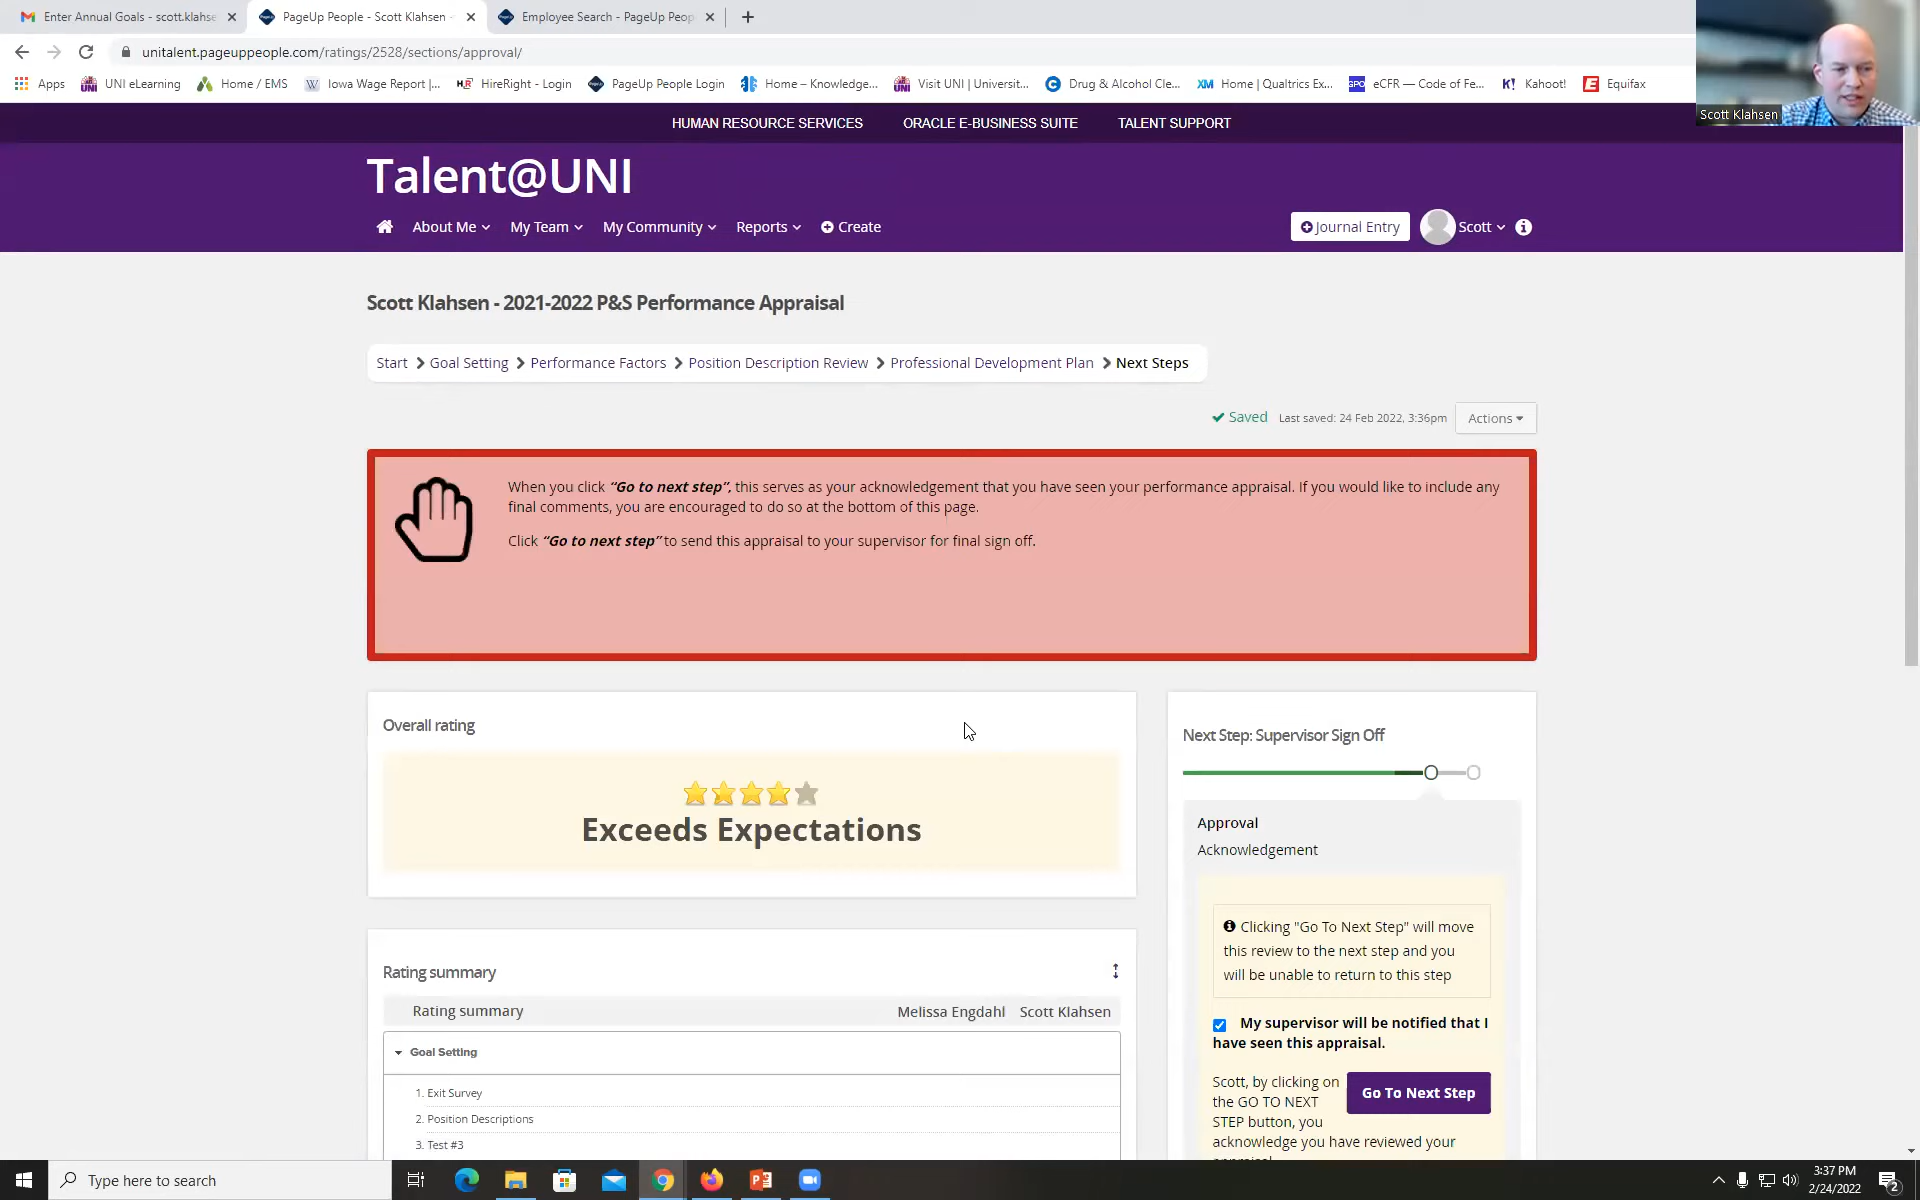 Enter Annual Goals - scott.klahse
PageUp People - Scott Klahsen -
Employee Search - PageUp Peop
unitalent.pageuppeople.com/ratings/2528/sections/approval/
Apps
UNI eLearning
Home / EMS
Iowa Wage Report |...
HireRight - Login
PageUp People Login
Home – Knowledge...
Visit UNI | Universit...
Drug & Alcohol Cle...
Home | Qualtrics Ex...
eCFR — Code of Fe...
Kahoot!
Equifax
Scott Klahsen
HUMAN RESOURCE SERVICES
ORACLE E-BUSINESS SUITE
TALENT SUPPORT
Talent@UNI
About Me
My Team
My Community
Reports
Create
Journal Entry
Scott
Scott Klahsen - 2021-2022 P&S Performance Appraisal
Start > Goal Setting > Performance Factors > Position Description Review > Professional Development Plan > Next Steps
Saved Last saved: 24 Feb 2022, 3:36pm
Actions
When you click "Go to next step", this serves as your acknowledgement that you have seen your performance appraisal. If you would like to include any
final comments, you are encouraged to do so at the bottom of this page.
Click "Go to next step" to send this appraisal to your supervisor for final sign off.
Overall rating
Exceeds Expectations
Rating summary
Rating summary Melissa Engdahl Scott Klahsen
Goal Setting
1. Exit Survey
2. Position Descriptions
3. Test #3
Next Step: Supervisor Sign Off
Approval
Acknowledgement
Clicking "Go To Next Step" will move
this review to the next step and you
will be unable to return to this step
My supervisor will be notified that I
have seen this appraisal.
Scott, by clicking on
the GO TO NEXT
STEP button, you
acknowledge you have reviewed your
Go To Next Step
Type here to search
3:37 PM
2/24/2022
2